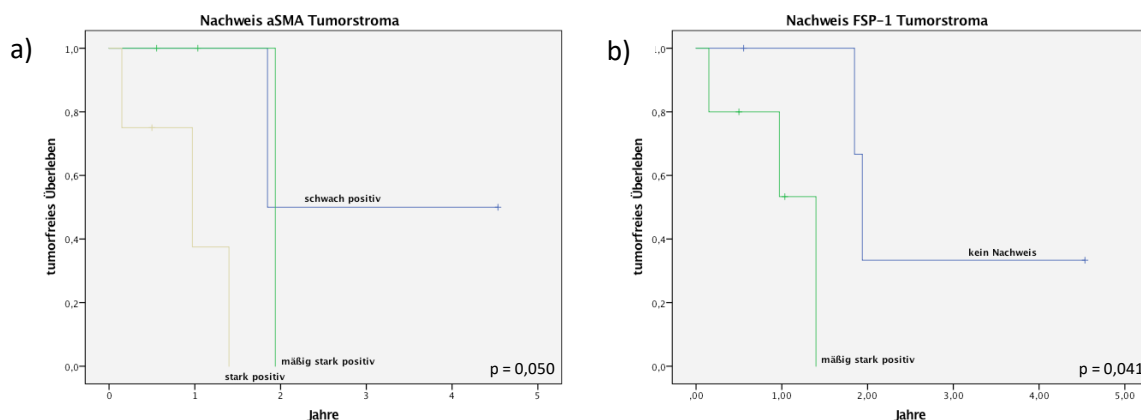 a)
Nachweis aSMA Tumorstroma
tumorfreies Überleben
1,0
0,8
0,6
0,4
0,2
0,0
schwach positiv
mäßig stark positiv
stark positiv
p = 0,050
0
1
2
3
4
5
Jahre
b)
Nachweis FSP-1 Tumorstroma
tumorfreies Überleben
,0
0,8
0,6
0,4
0,2
0,0
kein Nachweis
mäßig stark positiv
p = 0,041
,00
1,00
2,00
3,00
4,00
5,00
Jahre